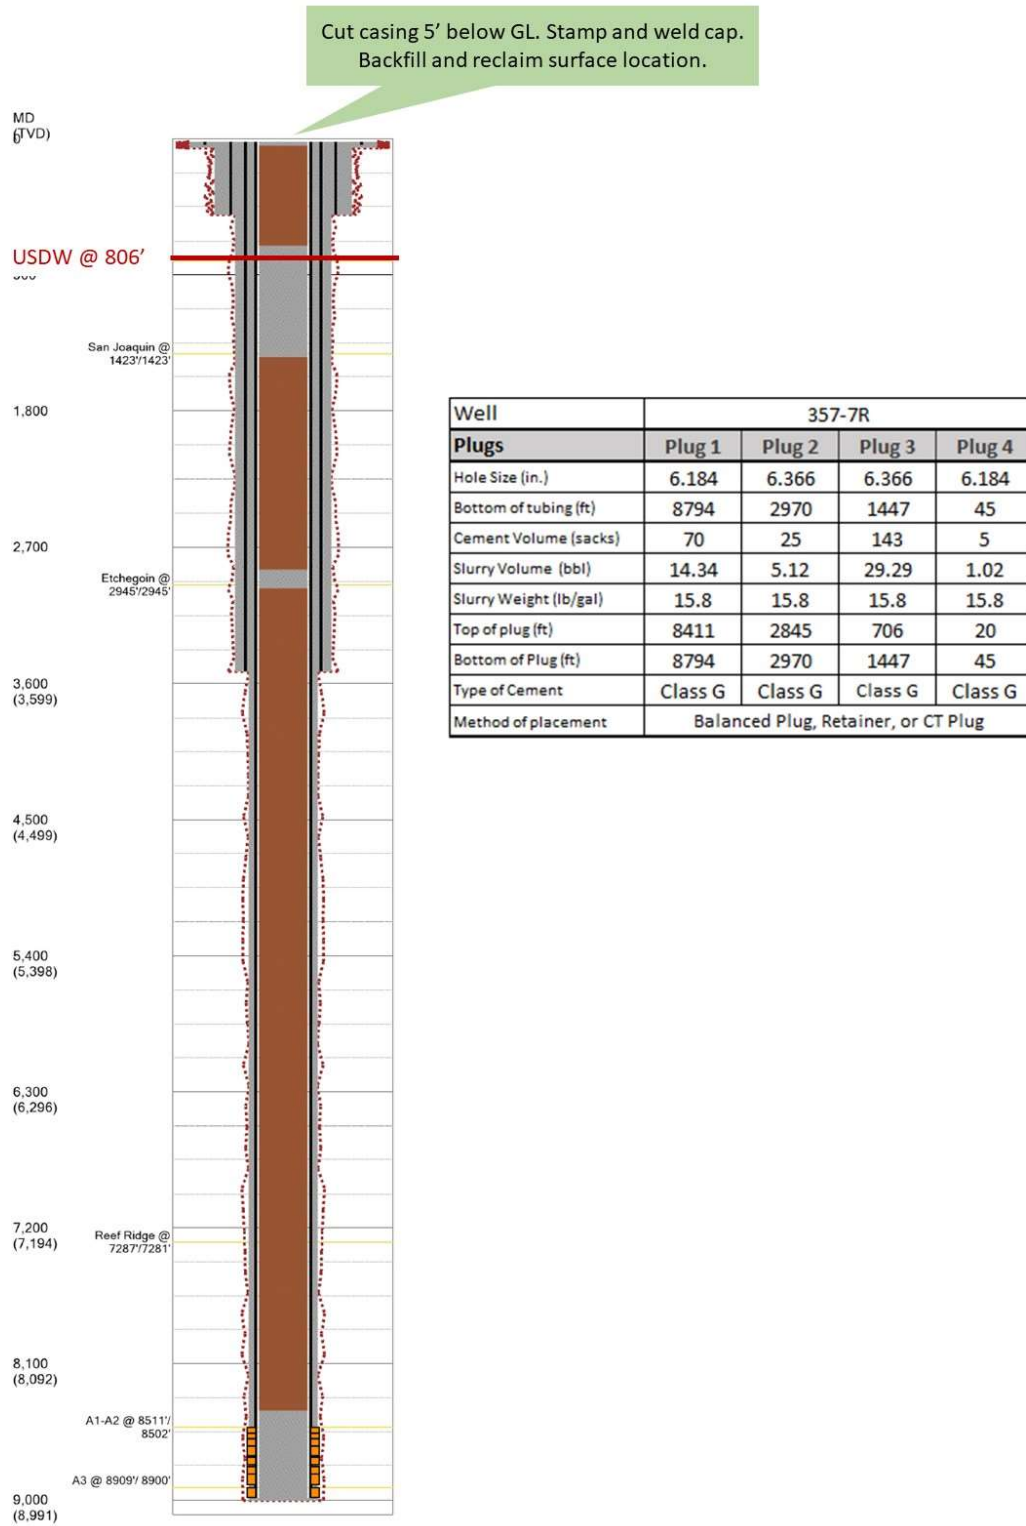 Cut casing 5’ below GL. Stamp and weld cap.
Backfill and reclaim surface location.
MD
(TVD)
0
USDW @ 806’
San Joaquin @
1423'/1423'
1,800
2,700
Etchegoin @
2945'/2945'
3,600
(3,599)
4,500
(4,499)
5,400
(5,398)
6,300
(6,296)
7,200
(7,194)
Reef Ridge @
7287'/7281'
8,100
(8,092)
A1-A2 @ 8511'/
8502'
A3 @ 8909'/ 8900'
9,000
(8,991)
Well 357-7R
Plugs Plug 1 Plug 2 Plug 3 Plug 4
Hole Size (in.) 6.184 6.366 6.366 6.184
Bottom of tubing (ft) 8794 2970 1447 45
Cement Volume (sacks) 70 25 143 5
Slurry Volume (bbl) 14.34 5.12 29.29 1.02
Slurry Weight (lb/gal) 15.8 15.8 15.8 15.8
Top of plug (ft) 8411 2845 706 20
Bottom of Plug (ft) 8794 2970 1447 45
Type of Cement Class G Class G Class G Class G
Method of placement Balanced Plug, Retainer, or CT Plug